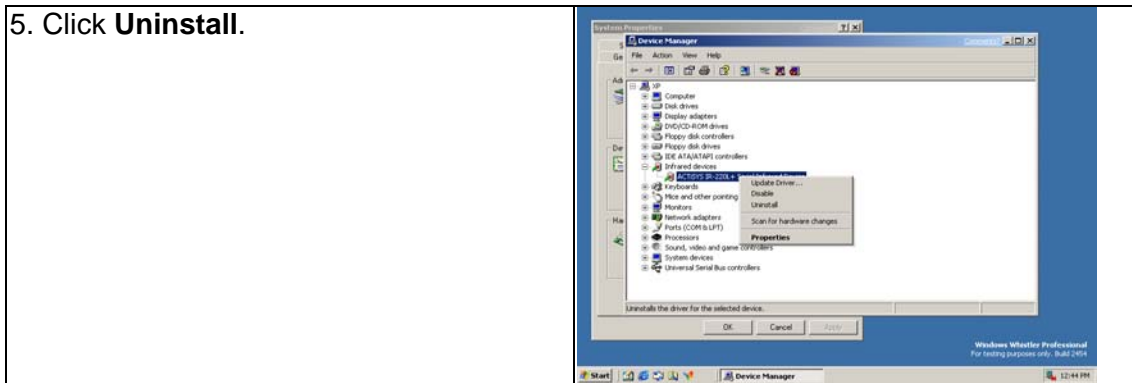 5. Click Uninstall.
System Properties
Device Manager
Comments?
File Action View Help
XP
Computer
Disk drives
Display adapters
DVD/CD-ROM drives
Floppy disk controllers
Floppy disk drives
IDE ATA/ATAPI controllers
Infrared devices
ACTiSYS IR-220L+
Update Driver...
Disable
Uninstall
Scan for hardware changes
Properties
Keyboards
Mice and other pointing
Monitors
Network adapters
Ports (COM & LPT)
Processors
Sound, video and game controllers
System devices
Universal Serial Bus controllers
Uninstalls the driver for the selected device.
OK Cancel Apply
Windows Whistler Professional
For testing purposes only. Build 2454
Start
Device Manager
12:44 PM